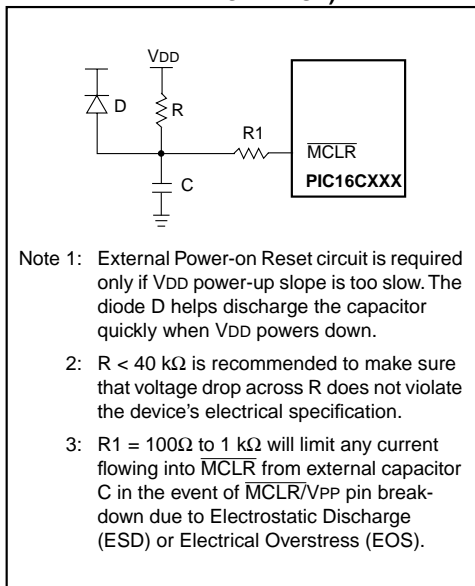 VDD
D
R
R1
MCLR
C
PIC16CXXX
Note 1: External Power-on Reset circuit is required
only if VDD power-up slope is too slow. The
diode D helps discharge the capacitor
quickly when VDD powers down.
2: R < 40 kΩ is recommended to make sure
that voltage drop across R does not violate
the device's electrical specification.
3: R1 = 100Ω to 1 kΩ will limit any current
flowing into MCLR from external capacitor
C in the event of MCLR/VPP pin break-
down due to Electrostatic Discharge
(ESD) or Electrical Overstress (EOS).